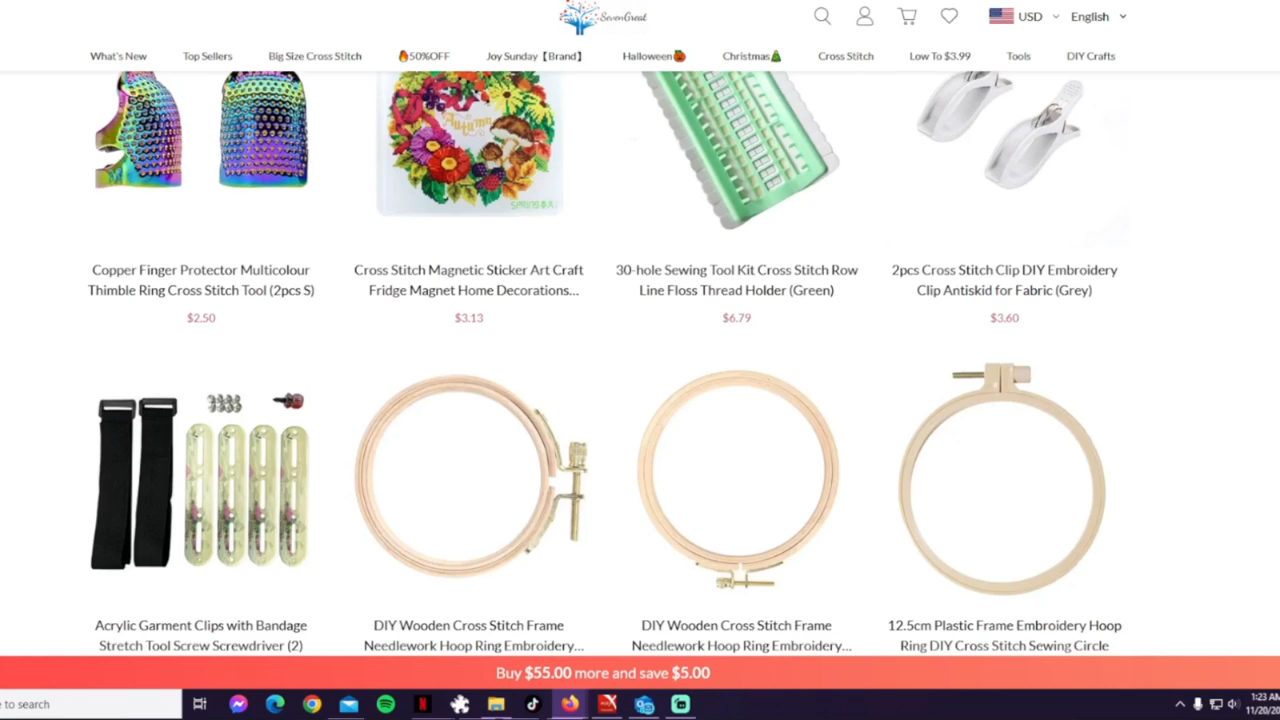 SevenGreat
USD
English
What's New
Top Sellers
Big Size Cross Stitch
50%OFF
Joy Sunday【Brand】
Halloween
Christmas
Cross Stitch
Low To $3.99
Tools
DIY Crafts
Autumn
Copper Finger Protector Multicolour
Thimble Ring Cross Stitch Tool (2pcs S)
$2.50
Cross Stitch Magnetic Sticker Art Craft
Fridge Magnet Home Decorations...
$3.13
30-hole Sewing Tool Kit Cross Stitch Row
Line Floss Thread Holder (Green)
$6.79
2pcs Cross Stitch Clip DIY Embroidery
Clip Antiskid for Fabric (Grey)
$3.60
Acrylic Garment Clips with Bandage
Stretch Tool Screw Screwdriver (2)
DIY Wooden Cross Stitch Frame
Needlework Hoop Ring Embroidery...
DIY Wooden Cross Stitch Frame
Needlework Hoop Ring Embroidery...
12.5cm Plastic Frame Embroidery Hoop
Ring DIY Cross Stitch Sewing Circle
Buy $55.00 more and save $5.00
e to search
1:23 AM
11/20/20